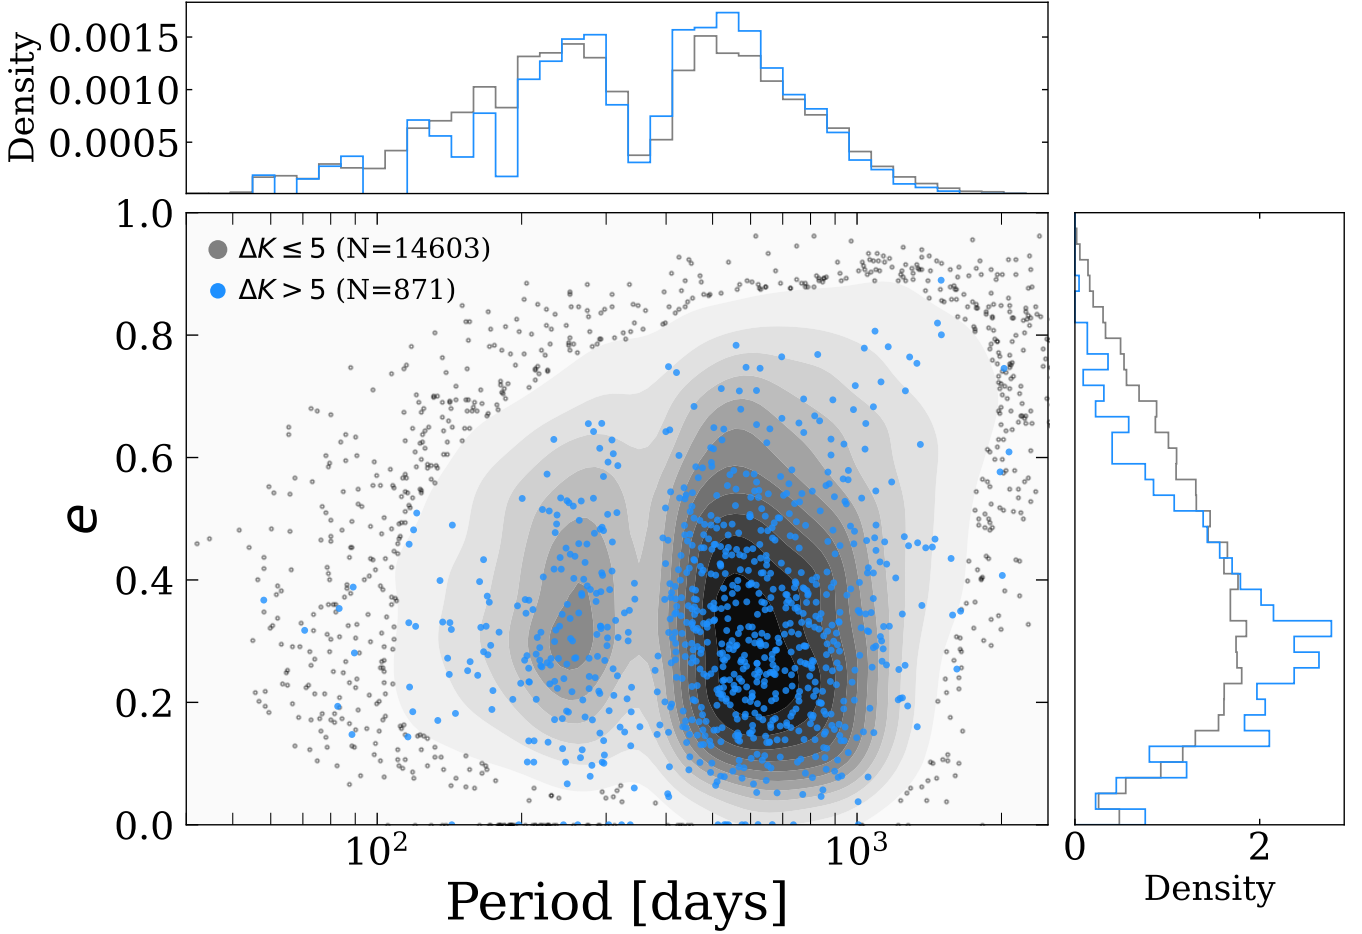 Density
0.0015
0.0010
0.0005
1.0
0.8
0.6
0.4
0.2
0.0
e
ΔK ≤ 5 (N=14603)
ΔK > 5 (N=871)
10²
10³
Period [days]
0
2
Density